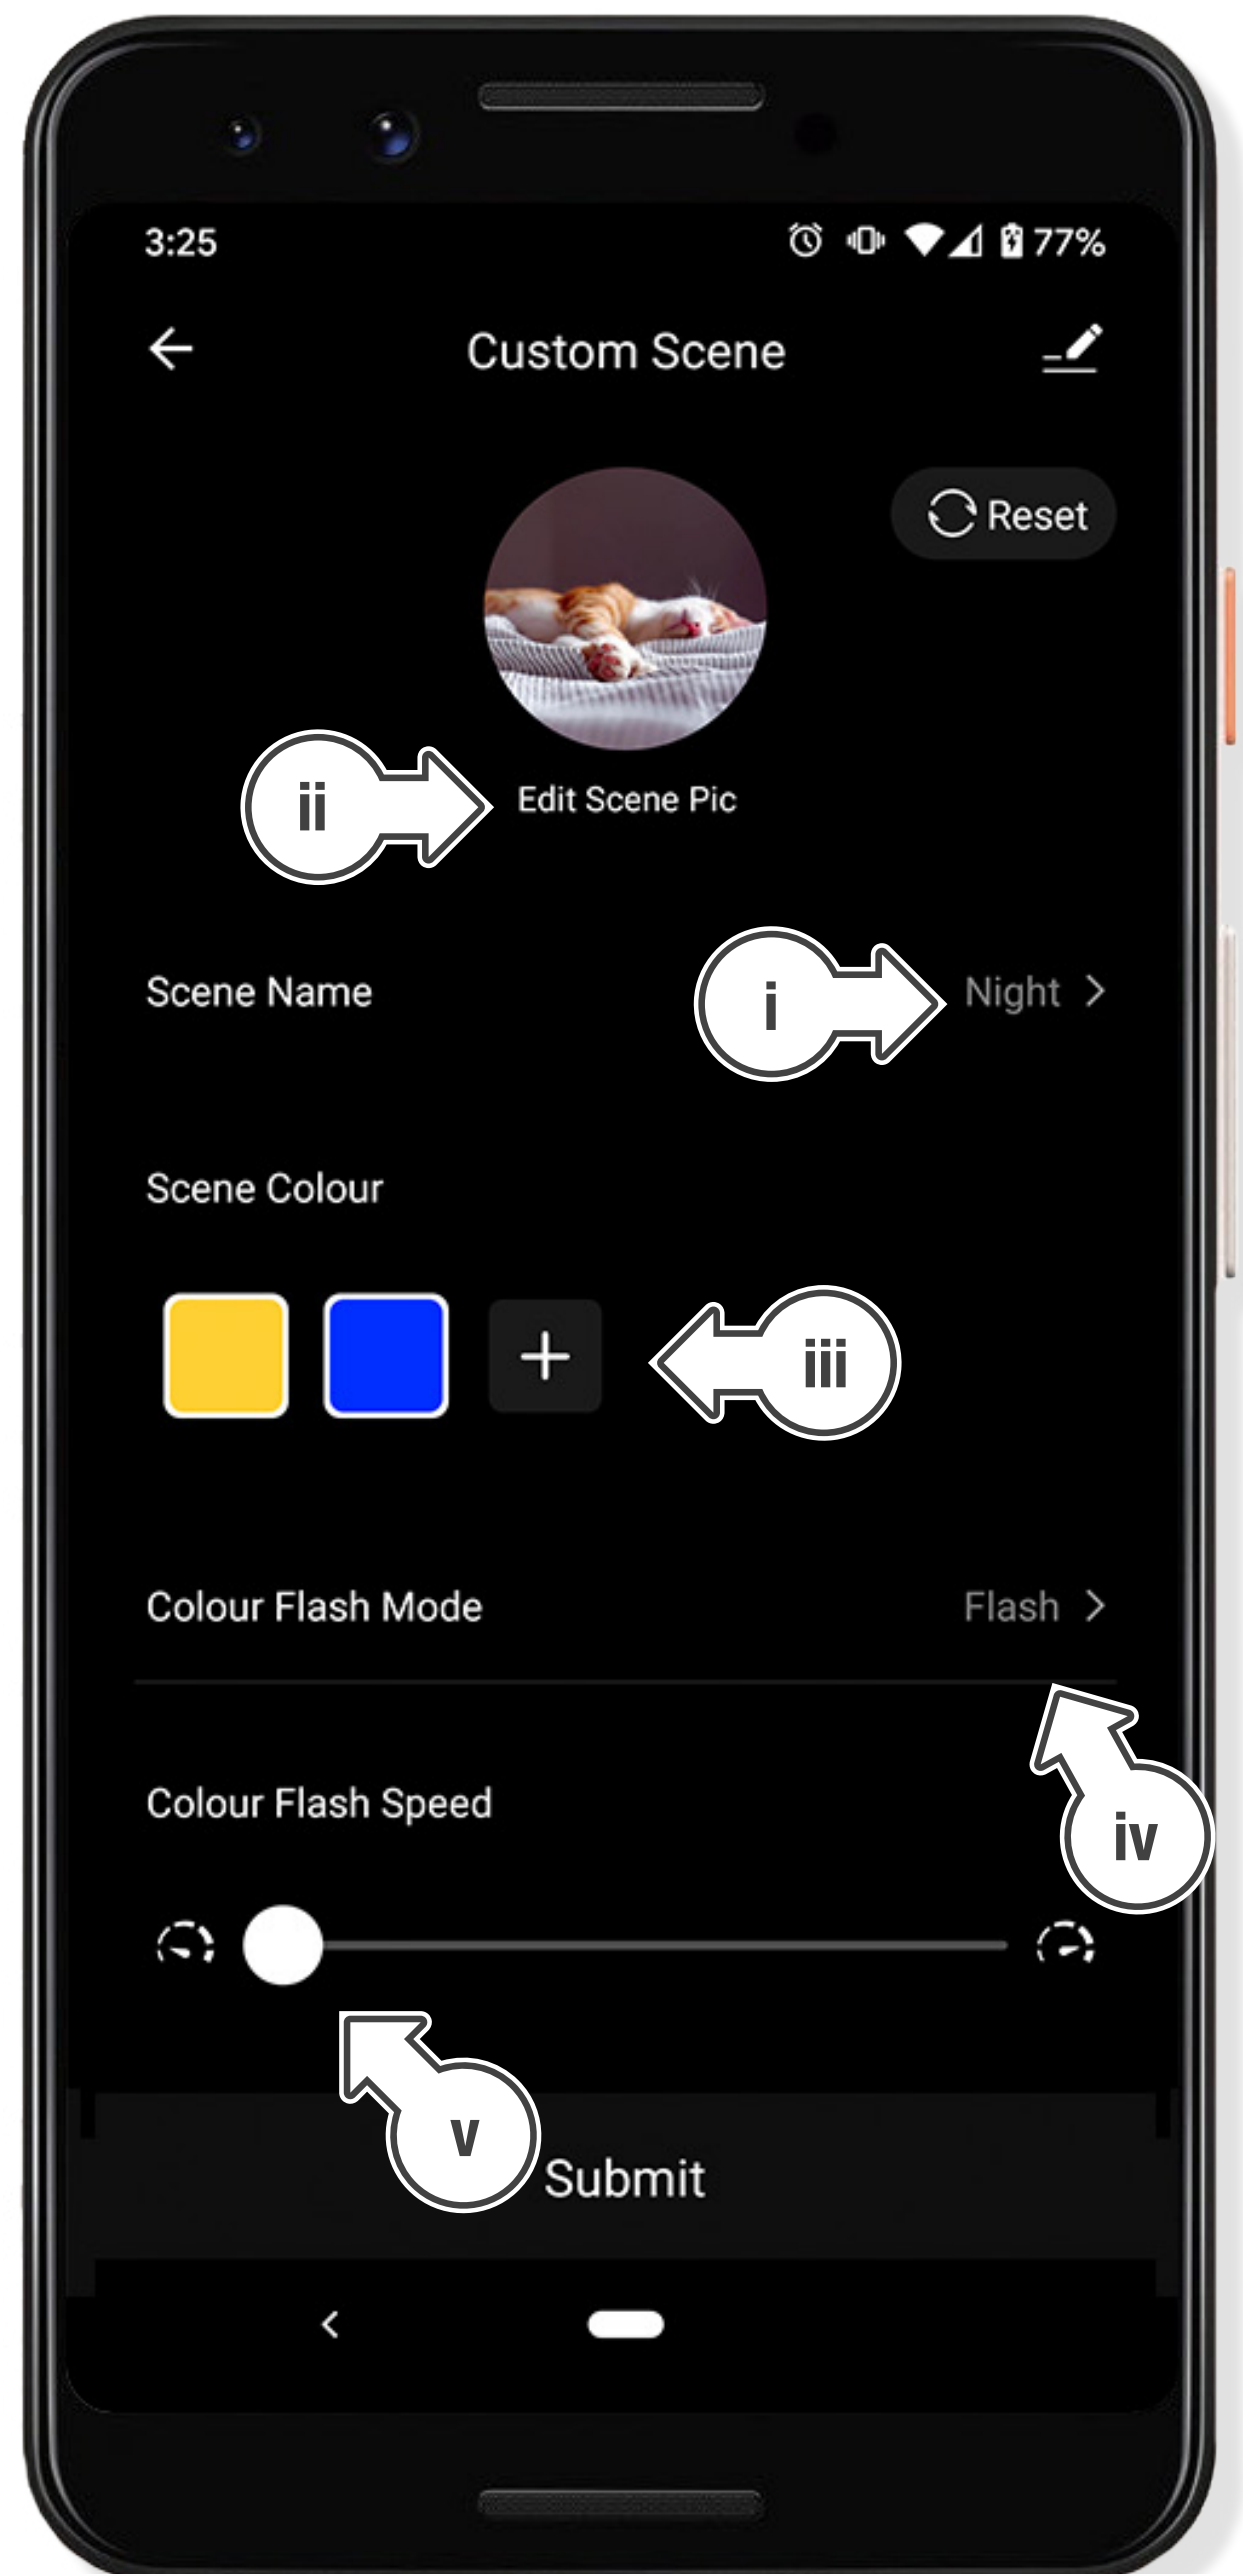 3:25 77%
Custom Scene
Reset
ii Edit Scene Pic
Scene Name i Night
Scene Colour
iii
Colour Flash Mode Flash
iv
Colour Flash Speed
v
Submit